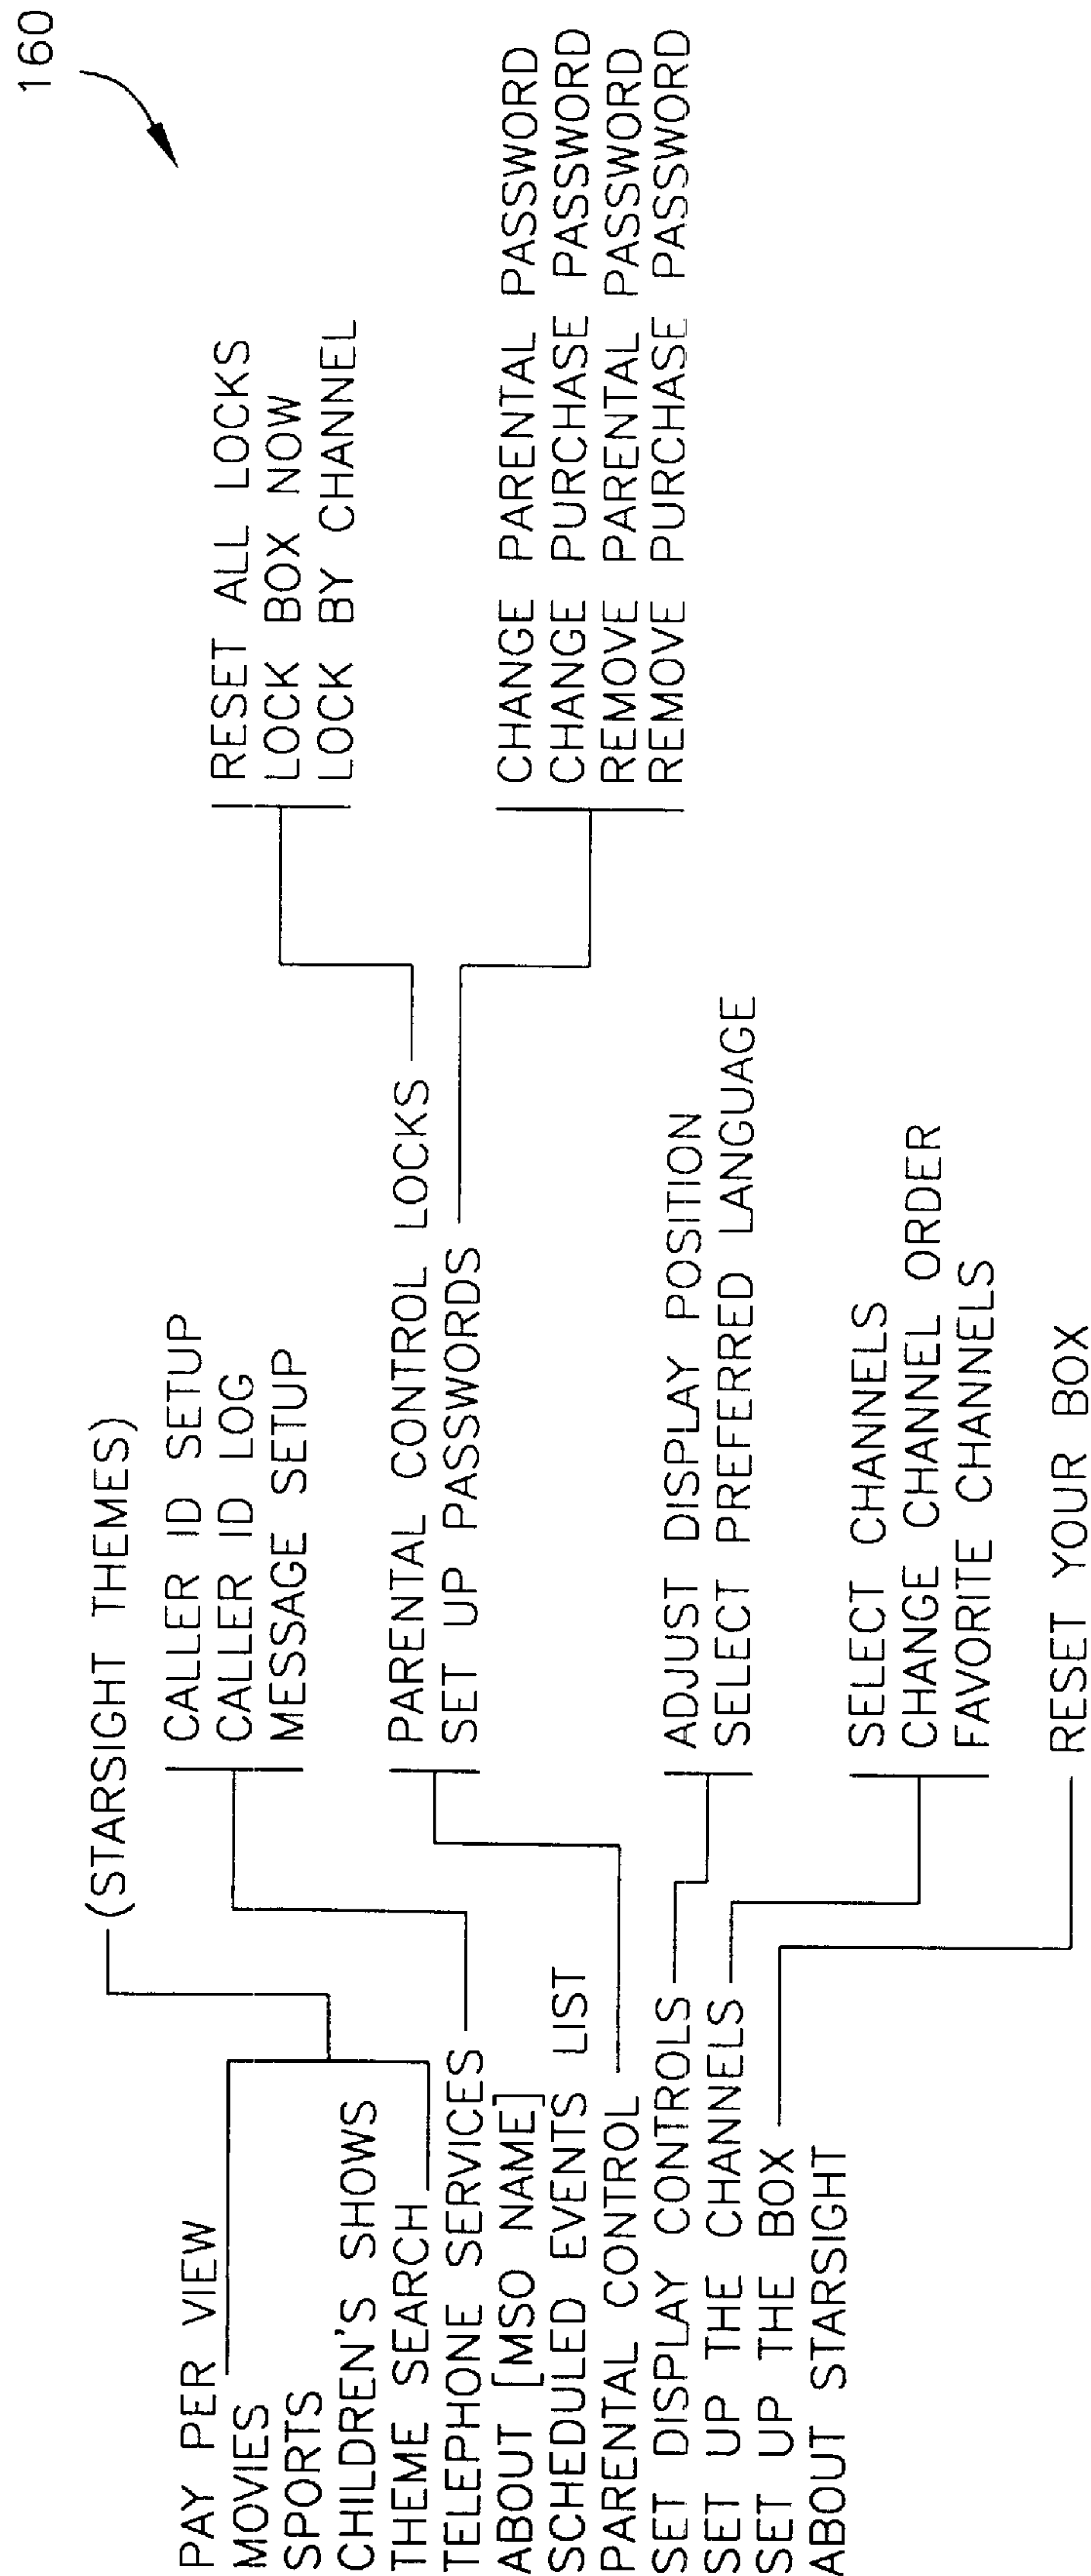 160
PAY PER VIEW
MOVIES
SPORTS
CHILDREN'S SHOWS
THEME SEARCH
TELEPHONE SERVICES
ABOUT [MSO NAME]
SCHEDULED EVENTS LIST
PARENTAL CONTROL
SET DISPLAY CONTROLS
SET UP THE CHANNELS
SET UP THE BOX
ABOUT STARSIGHT
(STARSIGHT THEMES)
CALLER ID SETUP
CALLER ID LOG
MESSAGE SETUP
PARENTAL CONTROL LOCKS
SET UP PASSWORDS
ADJUST DISPLAY POSITION
SELECT PREFERRED LANGUAGE
SELECT CHANNELS
CHANGE CHANNEL ORDER
FAVORITE CHANNELS
RESET YOUR BOX
RESET ALL LOCKS
LOCK BOX NOW
LOCK BY CHANNEL
CHANGE PARENTAL PASSWORD
CHANGE PURCHASE PASSWORD
REMOVE PARENTAL PASSWORD
REMOVE PURCHASE PASSWORD